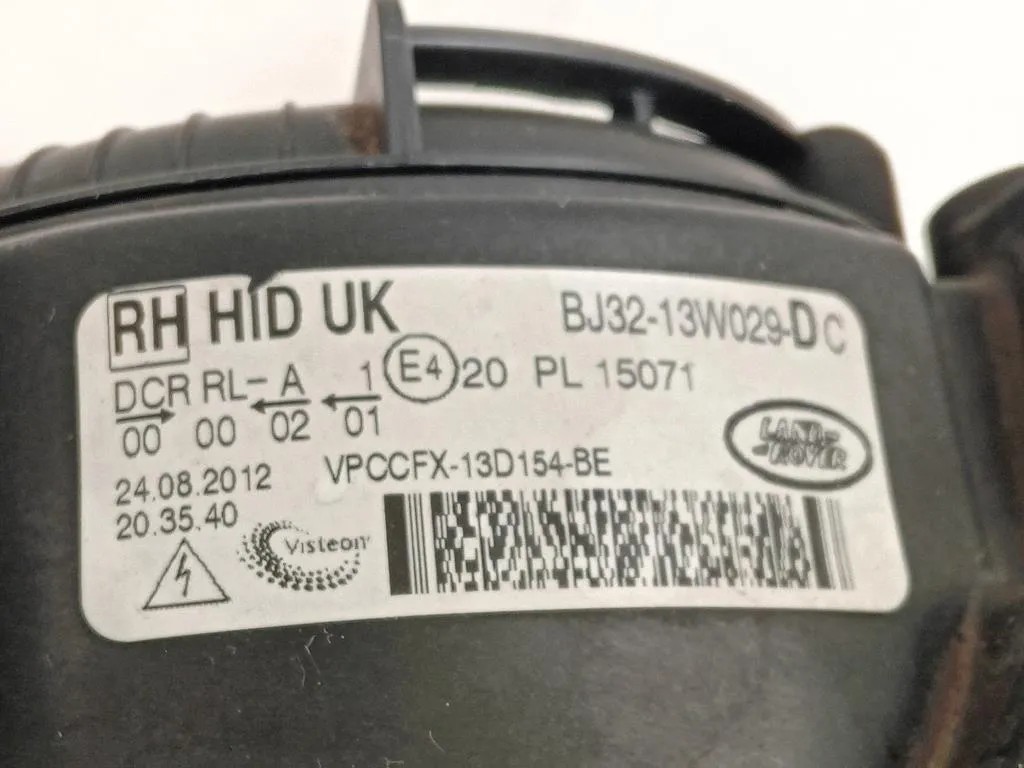 RH HID UK BJ32-13W029-D C
DCR RL-A 1 E4 20 PL 15071
00 00 02 01
LAND ROVER
24.08.2012 VPCCFX-13D154-BE
20.35.40
Visteon